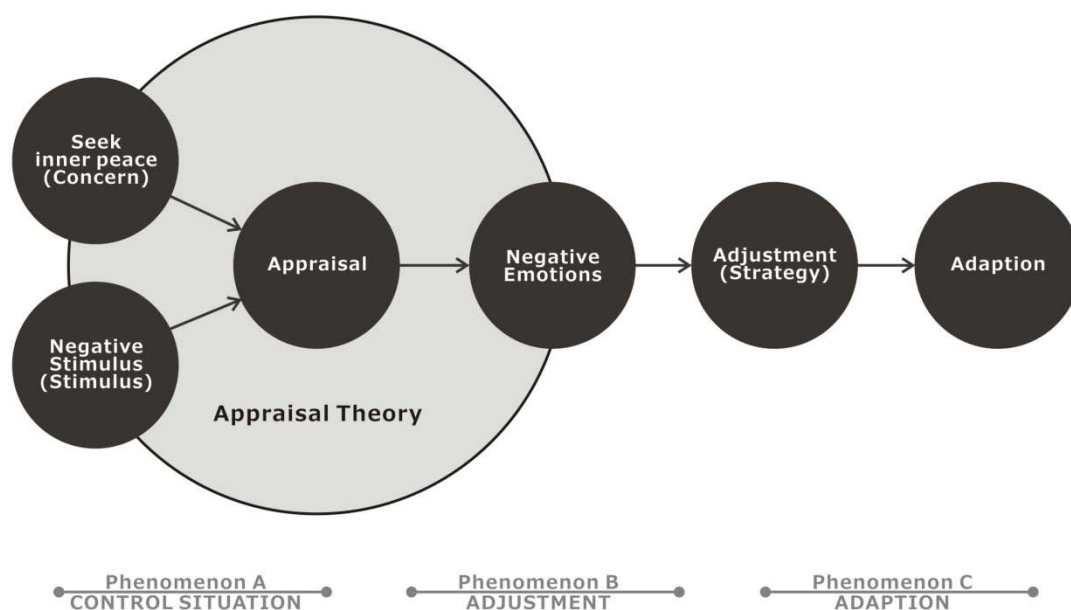 Seek
inner peace
(Concern)
Negative
Stimulus
(Stimulus)
Appraisal
Appraisal Theory
Negative
Emotions
Adjustment
(Strategy)
Adaption
Phenomenon A
CONTROL SITUATION
Phenomenon B
ADJUSTMENT
Phenomenon C
ADAPTION